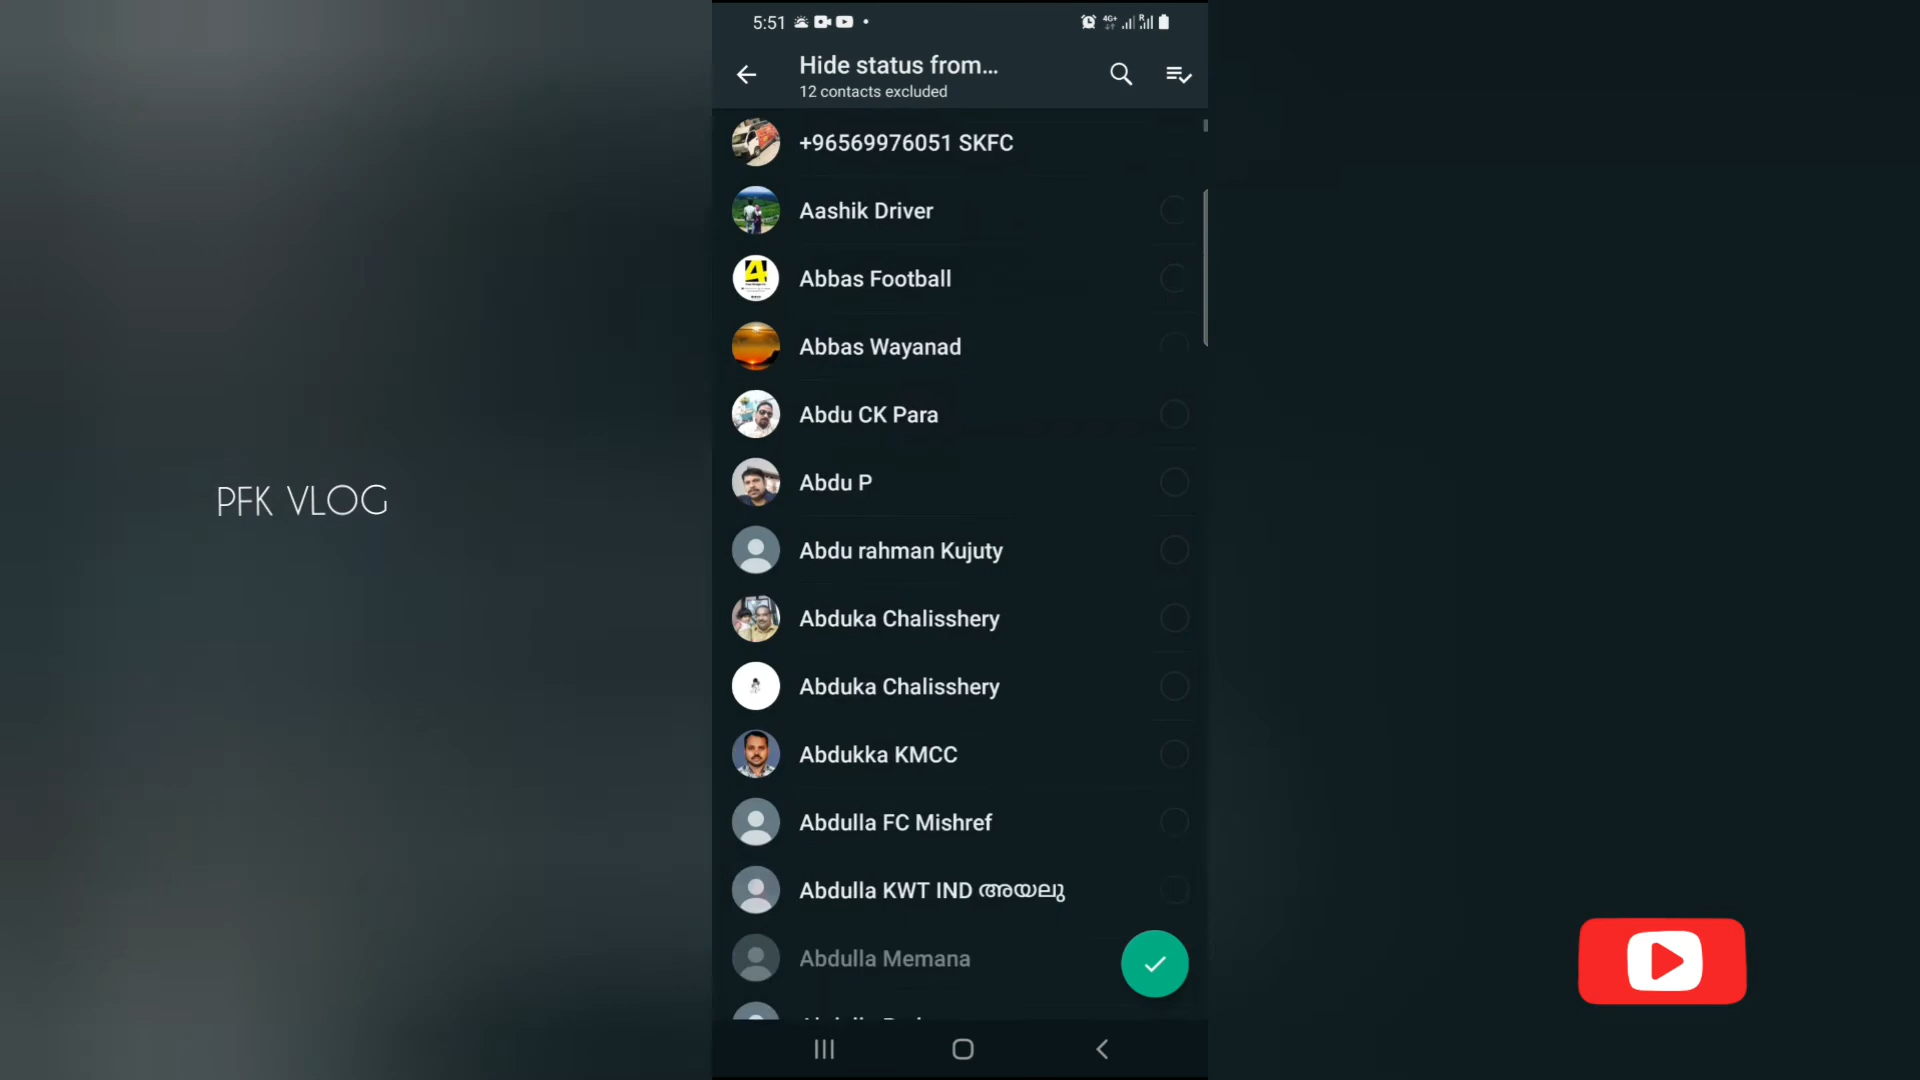 5:51
4G+
R
Hide status from...
12 contacts excluded
+96569976051 SKFC
Aashik Driver
Abbas Football
Abbas Wayanad
Abdu CK Para
Abdu P
PFK VLOG
Abdu rahman Kujuty
Abduka Chalisshery
Abduka Chalisshery
Abdukka KMCC
Abdulla FC Mishref
Abdulla KWT IND അയലു
Abdulla Memana